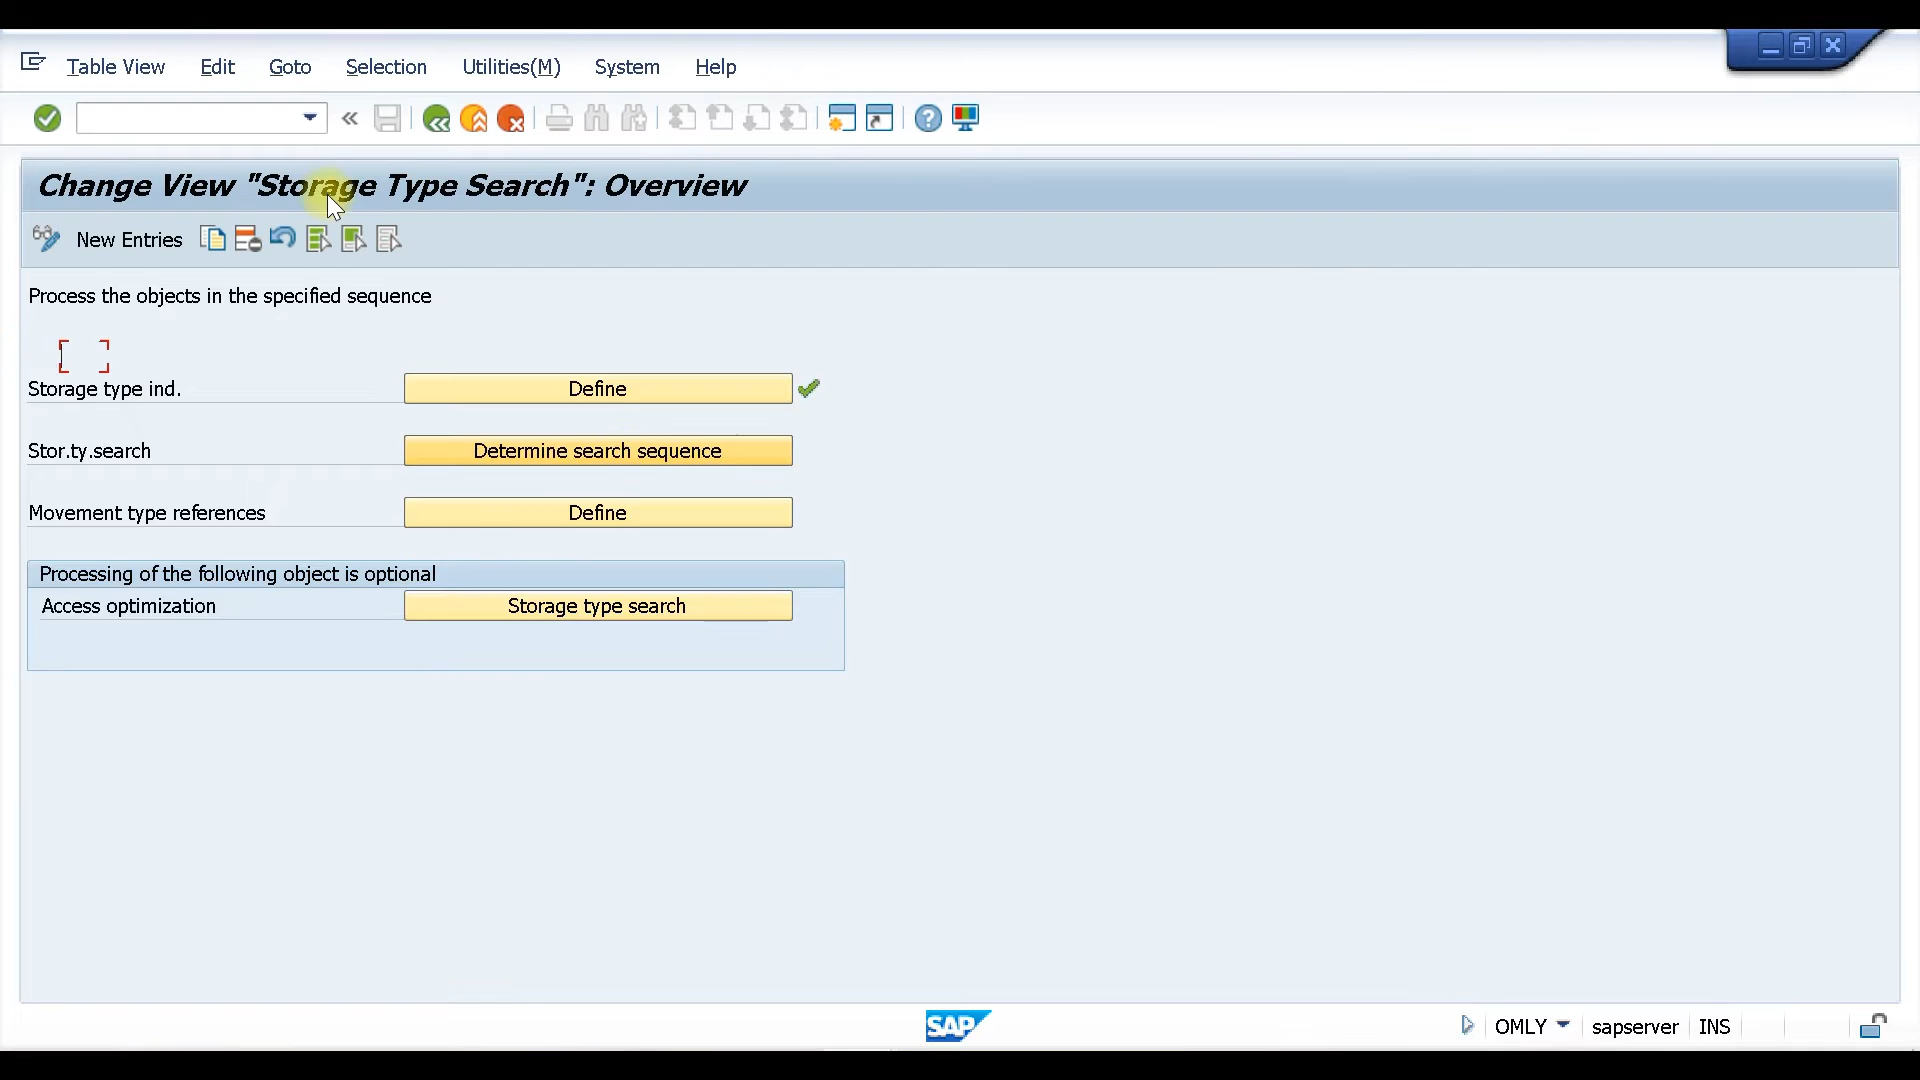 Table View Edit Goto Selection Utilities(M) System Help
Change View "Storage Type Search": Overview
New Entries
Process the objects in the specified sequence
Storage type ind. Define
Stor.ty.search Determine search sequence
Movement type references Define
Processing of the following object is optional
Access optimization Storage type search
SAP OMLY sapserver INS